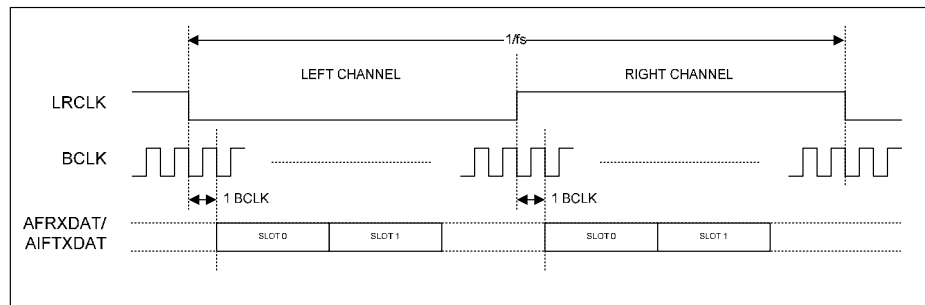 1/fs
LEFT CHANNEL RIGHT CHANNEL
LRCLK
BCLK
1 BCLK 1 BCLK
AFRXDAT/
AIFTXDAT
SLOT 0 SLOT 1 SLOT 0 SLOT 1